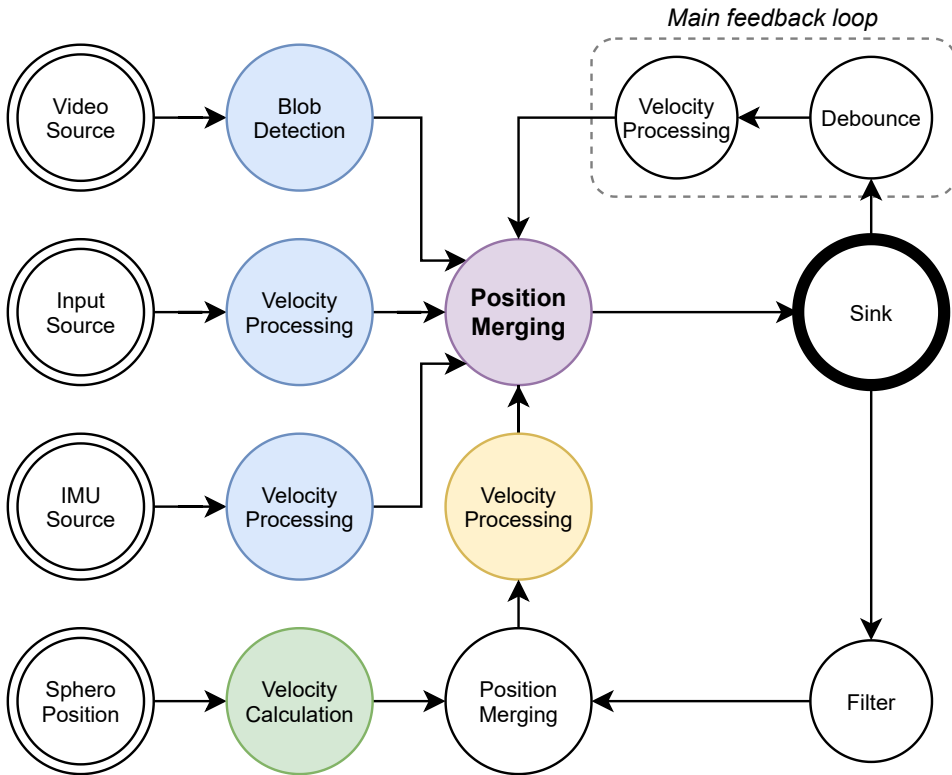 Main feedback loop
Video
Source
Blob
Detection
Velocity
Processing
Debounce
Input
Source
Velocity
Processing
Position
Merging
Sink
IMU
Source
Velocity
Processing
Velocity
Processing
Sphero
Position
Velocity
Calculation
Position
Merging
Filter